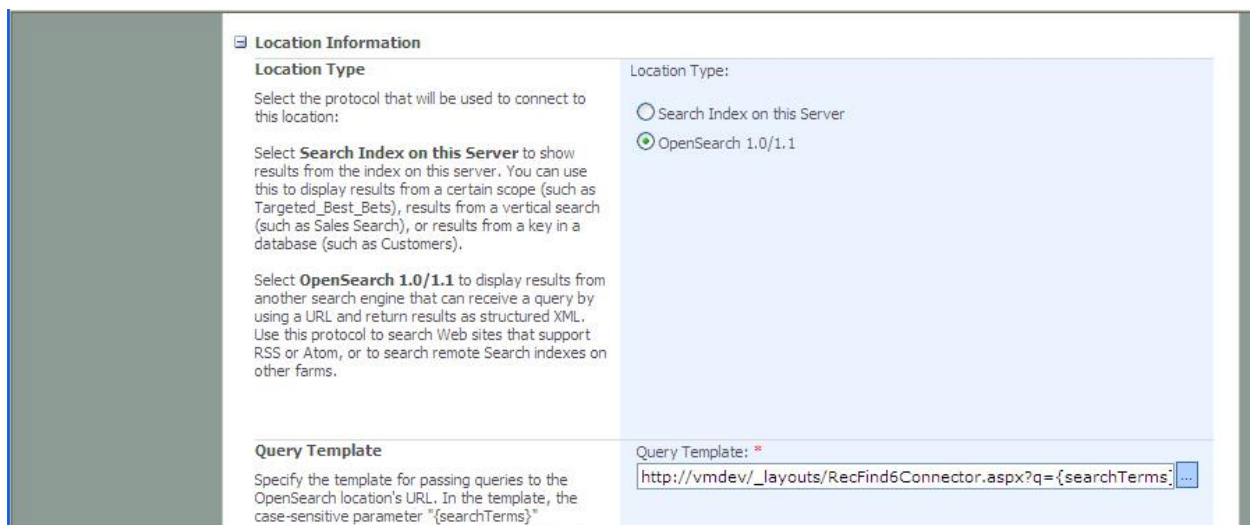 Location Information
Location Type
Select the protocol that will be used to connect to
this location:
Select Search Index on this Server to show
results from the index on this server. You can use
this to display results from a certain scope (such as
Targeted_Best_Bets), results from a vertical search
(such as Sales Search), or results from a key in a
database (such as Customers).
Select OpenSearch 1.0/1.1 to display results from
another search engine that can receive a query by
using a URL and return results as structured XML.
Use this protocol to search Web sites that support
RSS or Atom, or to search remote Search indexes on
other farms.
Location Type:
Search Index on this Server
OpenSearch 1.0/1.1
Query Template
Specify the template for passing queries to the
OpenSearch location's URL. In the template, the
case-sensitive parameter "{searchTerms}"
Query Template: *
http://vmdev/_layouts/RecFind6Connector.aspx?q={searchTerms} ...